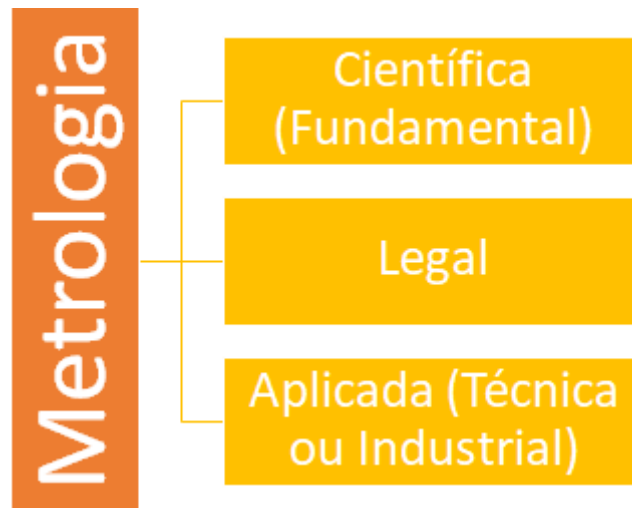 Metrologia
Científica
(Fundamental)
Legal
Aplicada (Técnica
ou Industrial)